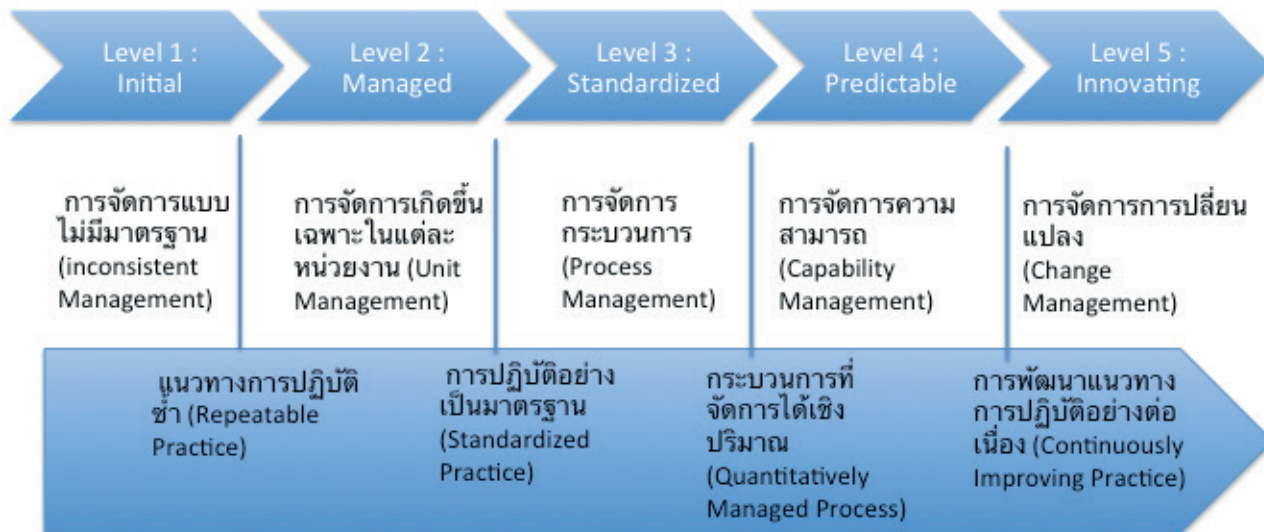 Level 1 :
Initial
Level 2 :
Managed
Level 3 :
Standardized
Level 4 :
Predictable
Level 5 :
Innovating
การจัดการแบบ
ไม่มีมาตรฐาน
(inconsistent
Management)
การจัดการเกิดขึ้น
เฉพาะในแต่ละ
หน่วยงาน (Unit
Management)
การจัดการ
กระบวนการ
(Process
Management)
การจัดการความ
สามารถ
(Capability
Management)
การจัดการการปลี่ยน
แปลง
(Change
Management)
แนวทางการปฏิบัติ
ซ้ำ (Repeatable
Practice)
การปฏิบัติอย่าง
เป็นมาตรฐาน
(Standardized
Practice)
กระบวนการที่
จัดการได้เชิง
ปริมาณ
(Quantitatively
Managed Process)
การพัฒนาแนวทาง
การปฏิบัติอย่างต่อ
เนื่อง (Continuously
Improving Practice)